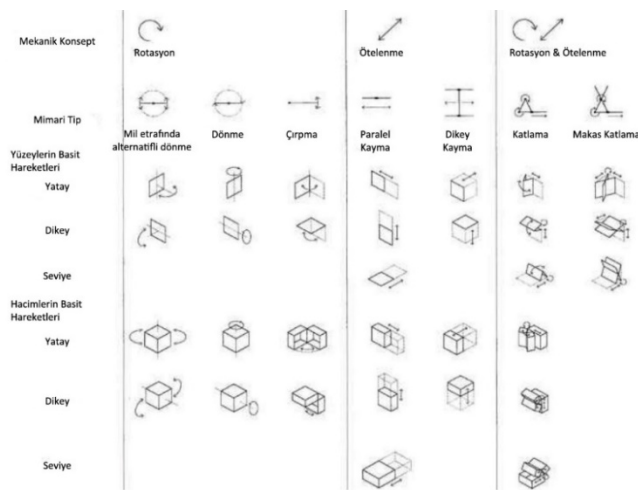 Mekanik Konsept
Rotasyon
Ötelenme
Rotasyon & Ötelenme
Mimari Tip
Mil etrafında
alternatifli dönme
Dönme
Çırpma
Paralel
Kayma
Dikey
Kayma
Katlama
Makas Katlama
Yüzeylerin Basit
Hareketleri
Yatay
Dikey
Seviye
Hacimlerin Basit
Hareketleri
Yatay
Dikey
Seviye